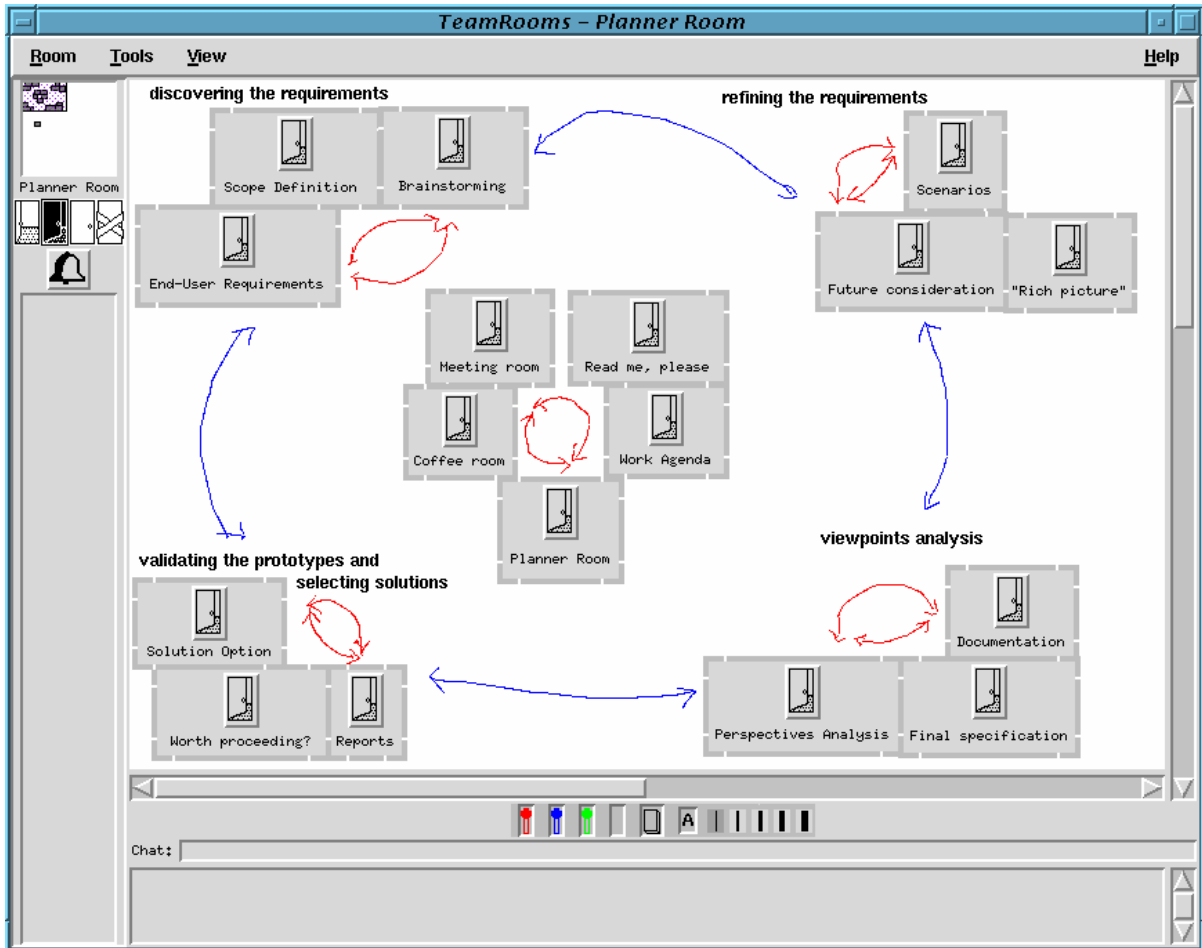 TeamRooms – Planner Room
Room Tools View Help
Planner Room
discovering the requirements
Scope Definition
Brainstorming
End-User Requirements
refining the requirements
Scenarios
Future consideration
"Rich picture"
Meeting room
Read me, please
Coffee room
Work Agenda
Planner Room
validating the prototypes and
selecting solutions
Solution Option
Worth proceeding?
Reports
viewpoints analysis
Documentation
Perspectives Analysis
Final specification
A
Chat: